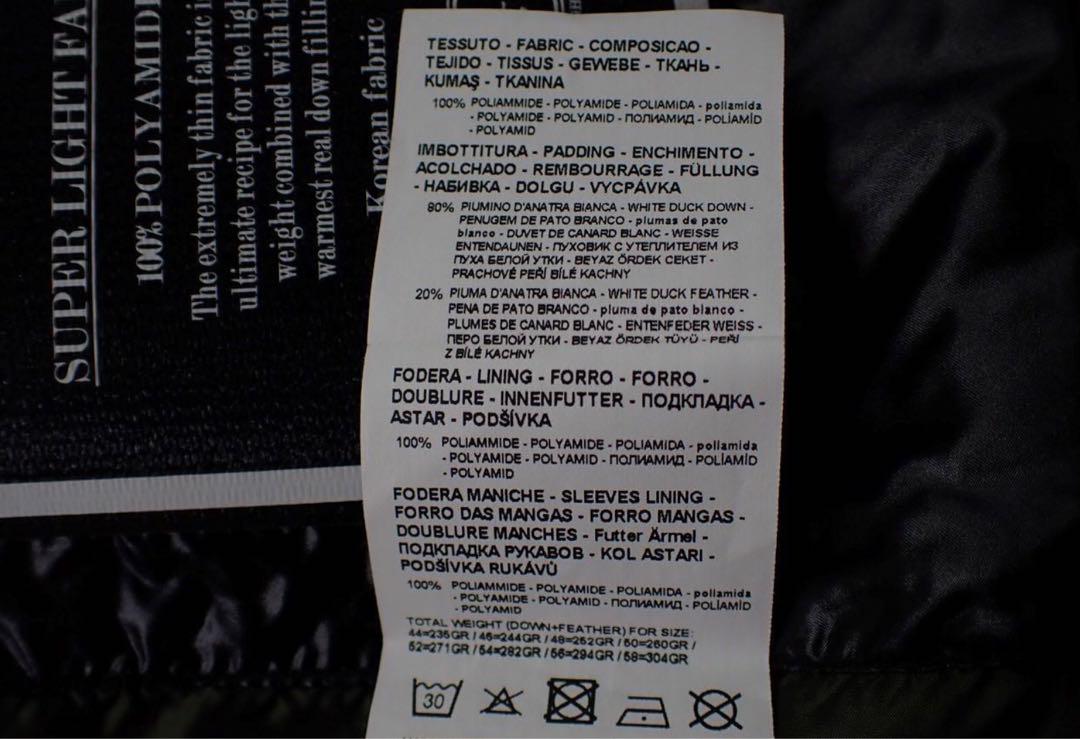 SUPER LIGHT FA
100% POLYAMIDE
The extremely thin fabric i
ultimate recipe for the ligh
weight combined with th
warmest real down fillin
Korean fabric
TESSUTO - FABRIC - COMPOSICAO -
TEJIDO - TISSUS - GEWEBE - ТКАНЬ -
KUMAŞ - TKANINA
100% POLIAMMIDE - POLYAMIDE - POLIAMIDA - poliamida
- POLYAMIDE - POLYAMID - ПОЛИАМИД - POLİAMİD
- POLYAMID
IMBOTTITURA - PADDING - ENCHIMENTO -
ACOLCHADO - REMBOURRAGE - FÜLLUNG
- НАБИВКА - DOLGU - VYCPÁVKA
80% PIUMINO D'ANATRA BIANCA - WHITE DUCK DOWN -
PENUGEM DE PATO BRANCO - plumas de pato
blanco - DUVET DE CANARD BLANC - WEISSE
ENTENDAUNEN - ПУХОВИК С УТЕПЛИТЕЛЕМ ИЗ
ПУХА БЕЛОЙ УТКИ - BEYAZ ÖRDEK CEKET -
PRACHOVÉ PEŘÍ BÍLÉ KACHNY
20% PIUMA D'ANATRA BIANCA - WHITE DUCK FEATHER -
PENA DE PATO BRANCO - pluma de pato blanco -
PLUMES DE CANARD BLANC - ENTENFEDER WEISS -
ПЕРО БЕЛОЙ УТКИ - BEYAZ ÖRDEK TÜYÜ - PEŘÍ
Z BÍLÉ KACHNY
FODERA - LINING - FORRO - FORRO -
DOUBLURE - INNENFUTTER - ПОДКЛАДКА -
ASTAR - PODŠÍVKA
100% POLIAMMIDE - POLYAMIDE - POLIAMIDA - poliamida
- POLYAMIDE - POLYAMID - ПОЛИАМИД - POLİAMİD
- POLYAMID
FODERA MANICHE - SLEEVES LINING -
FORRO DAS MANGAS - FORRO MANGAS -
DOUBLURE MANCHES - Futter Ärmel -
ПОДКЛАДКА РУКАВОВ - KOL ASTARI -
PODŠÍVKA RUKÁVŮ
100% POLIAMMIDE - POLYAMIDE - POLIAMIDA - poliamida
- POLYAMIDE - POLYAMID - ПОЛИАМИД - POLİAMİD
- POLYAMID
TOTAL WEIGHT (DOWN+FEATHER) FOR SIZE:
44=235GR / 46=244GR / 48=252GR / 50=260GR /
52=271GR / 54=282GR / 56=294GR / 58=304GR
30